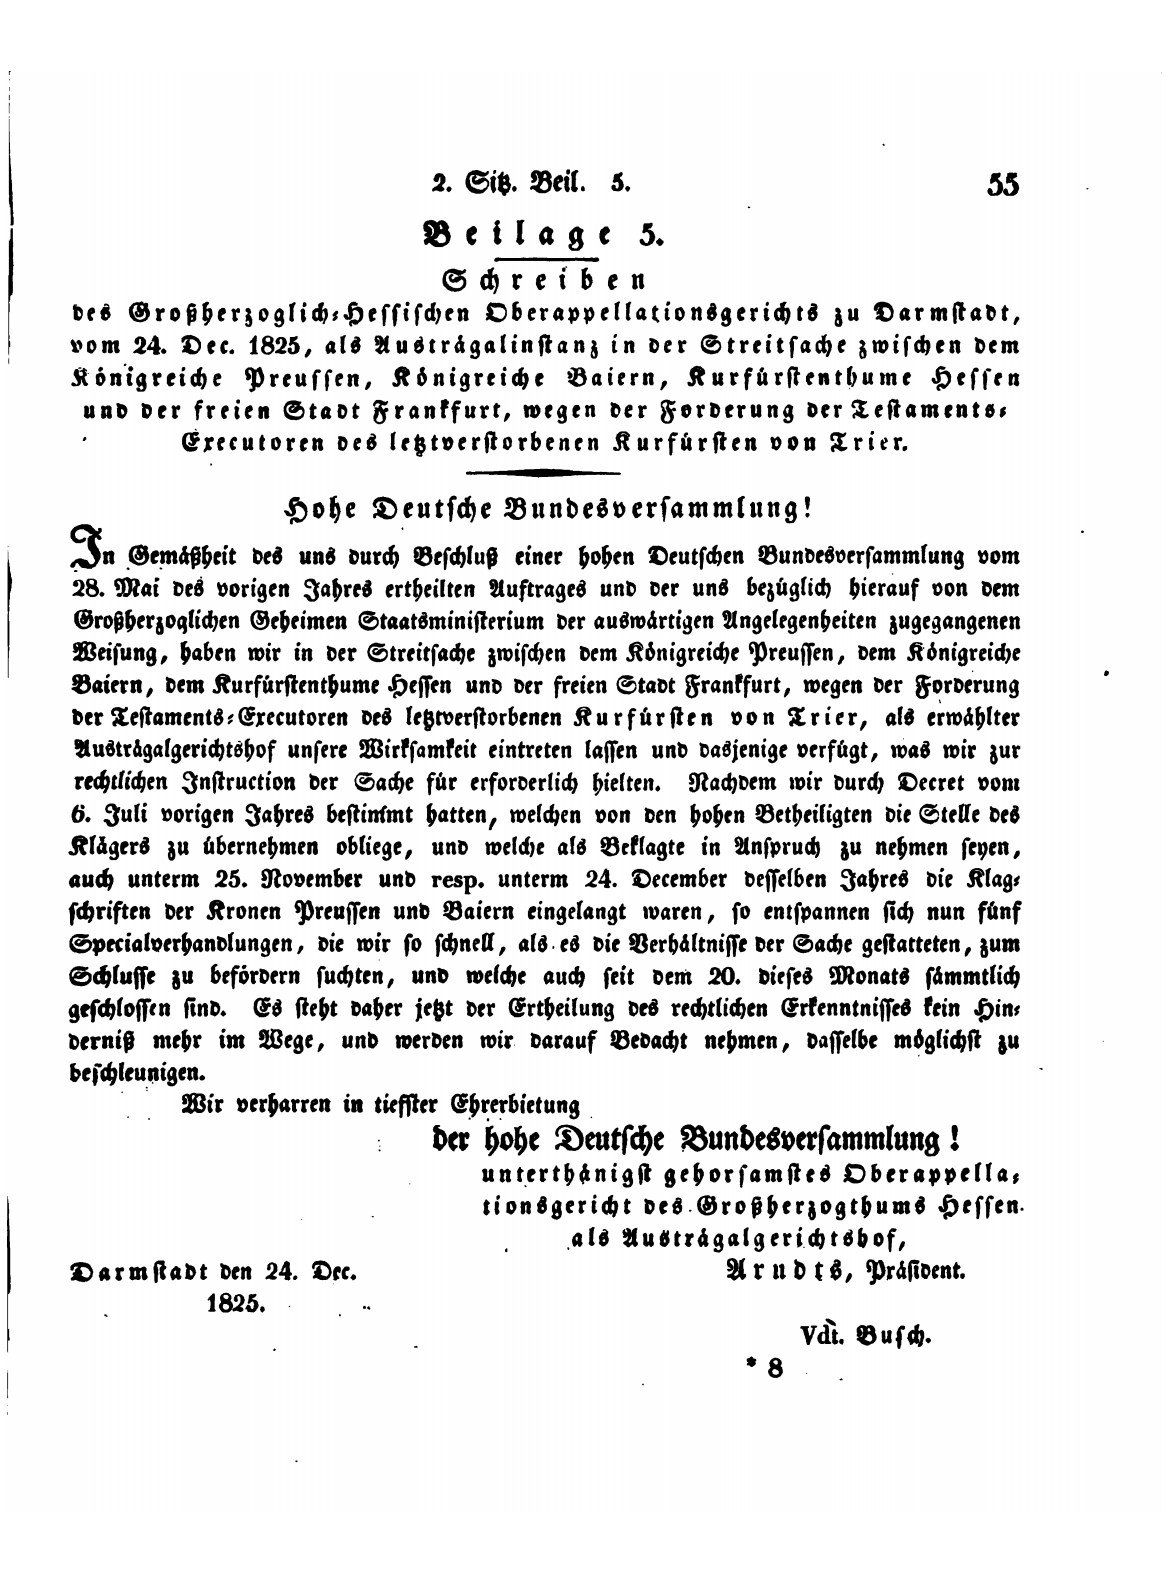 2. Sitz. Beil. 5. 55
Beilage 5.
Schreiben
des Großherzoglich-Hessischen Oberappellationsgerichts zu Darmstadt,
vom 24. Dec. 1825, als Austrägalinstanz in der Streitsache zwischen dem
Königreiche Preussen, Königreiche Baiern, Kurfürstenthume Hessen
und der freien Stadt Frankfurt, wegen der Forderung der Testaments-
Executoren des letztverstorbenen Kurfürsten von Trier.
Hohe Deutsche Bundesversammlung!
In Gemäßheit des uns durch Beschluß einer hohen Deutschen Bundesversammlung vom
28. Mai des vorigen Jahres ertheilten Auftrages und der uns bezüglich hierauf von dem
Großherzoglichen Geheimen Staatsministerium der auswärtigen Angelegenheiten zugegangenen
Weisung, haben wir in der Streitsache zwischen dem Königreiche Preussen, dem Königreiche
Baiern, dem Kurfürstenthume Hessen und der freien Stadt Frankfurt, wegen der Forderung
der Testaments-Executoren des letztverstorbenen Kurfürsten von Trier, als erwählter
Austrägalgerichtshof unsere Wirksamkeit eintreten lassen und dasjenige verfügt, was wir zur
rechtlichen Instruction der Sache für erforderlich hielten. Nachdem wir durch Decret vom
6. Juli vorigen Jahres bestimmt hatten, welchen von den hohen Betheiligten die Stelle des
Klägers zu übernehmen obliege, und welche als Beklagte in Anspruch zu nehmen seyen,
auch unterm 25. November und resp. unterm 24. December desselben Jahres die Klag-
schriften der Kronen Preussen und Baiern eingelangt waren, so entspannen sich nun fünf
Specialverhandlungen, die wir so schnell, als es die Verhältnisse der Sache gestatteten, zum
Schlusse zu befördern suchten, und welche auch seit dem 20. dieses Monats sämmtlich
geschlossen sind. Es steht daher jetzt der Ertheilung des rechtlichen Erkenntnisses kein Hin-
derniß mehr im Wege, und werden wir darauf Bedacht nehmen, dasselbe möglichst zu
beschleunigen.
Wir verharren in tiefster Ehrerbietung
der hohe Deutsche Bundesversammlung!
unterthänigst gehorsamstes Oberappella-
tionsgericht des Großherzogthums Hessen
als Austrägalgerichtshof,
Darmstadt den 24. Dec. Arndts, Präsident.
1825.
Vdt. Busch.
* 8